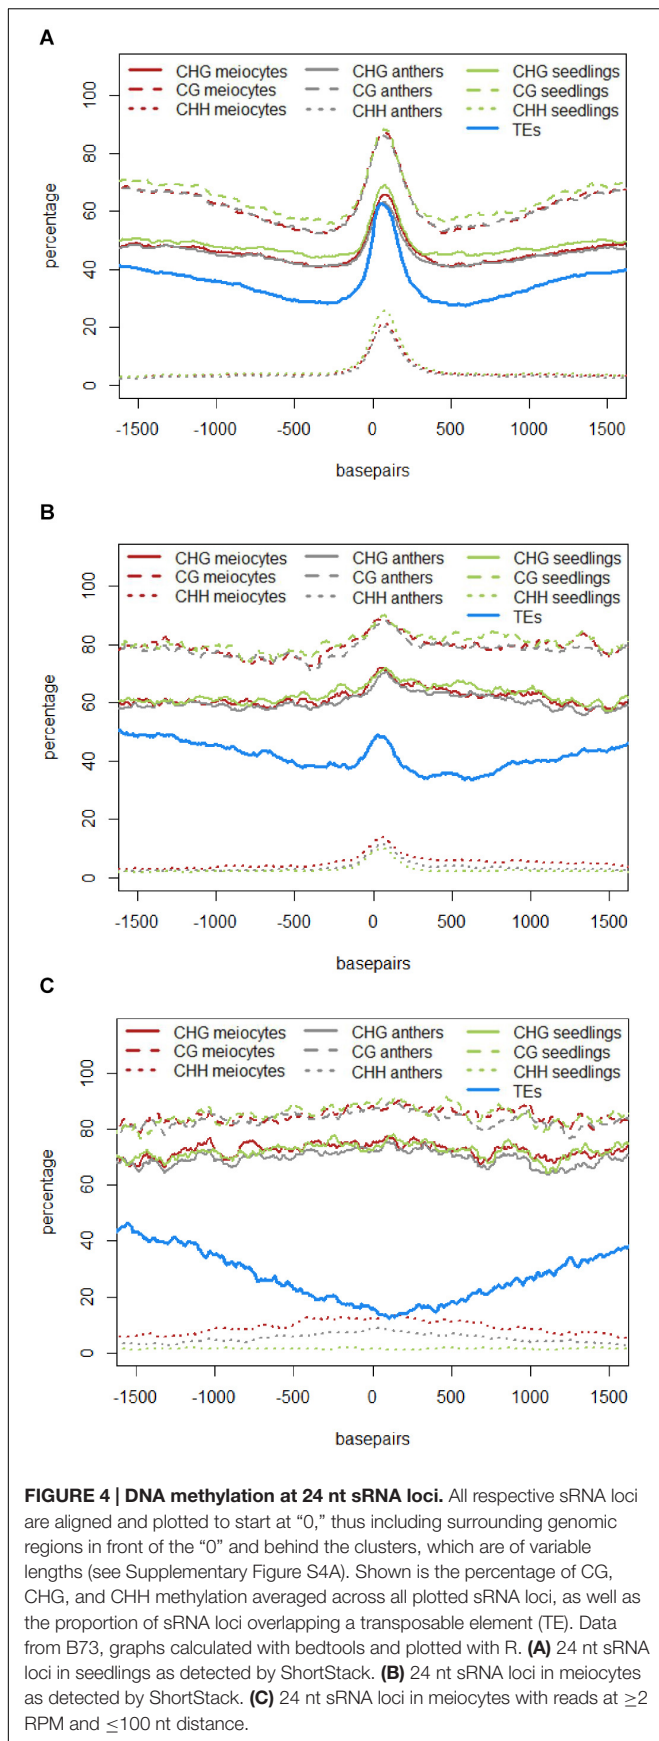 A
CHG meiocytes CHG anthers CHG seedlings
CG meiocytes CG anthers CG seedlings
CHH meiocytes CHH anthers CHH seedlings
TEs
percentage
100
80
60
40
20
0
-1500 -1000 -500 0 500 1000 1500
basepairs
B
CHG meiocytes CHG anthers CHG seedlings
CG meiocytes CG anthers CG seedlings
CHH meiocytes CHH anthers CHH seedlings
TEs
percentage
100
80
60
40
20
0
-1500 -1000 -500 0 500 1000 1500
basepairs
C
CHG meiocytes CHG anthers CHG seedlings
CG meiocytes CG anthers CG seedlings
CHH meiocytes CHH anthers CHH seedlings
TEs
percentage
100
80
60
40
20
0
-1500 -1000 -500 0 500 1000 1500
basepairs
FIGURE 4 | DNA methylation at 24 nt sRNA loci. All respective sRNA loci
are aligned and plotted to start at “0,” thus including surrounding genomic
regions in front of the “0” and behind the clusters, which are of variable
lengths (see Supplementary Figure S4A). Shown is the percentage of CG,
CHG, and CHH methylation averaged across all plotted sRNA loci, as well as
the proportion of sRNA loci overlapping a transposable element (TE). Data
from B73, graphs calculated with bedtools and plotted with R. (A) 24 nt sRNA
loci in seedlings as detected by ShortStack. (B) 24 nt sRNA loci in meiocytes
as detected by ShortStack. (C) 24 nt sRNA loci in meiocytes with reads at ≥2
RPM and ≤100 nt distance.